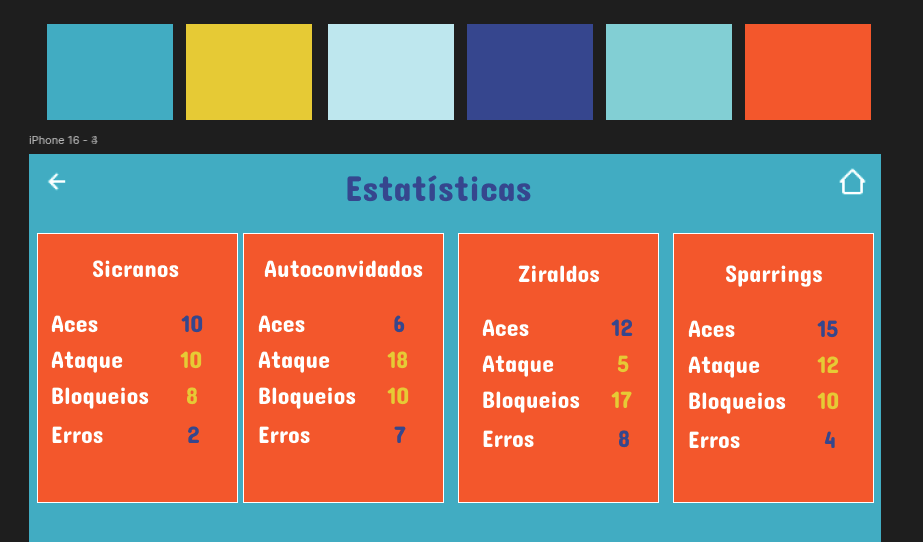 iPhone 16 -
Estatísticas
Sicranos
Aces 10
Ataque 10
Bloqueios 8
Erros 2
Autoconvidados
Aces 6
Ataque 18
Bloqueios 10
Erros 7
Ziraldos
Aces 12
Ataque 5
Bloqueios 17
Erros 8
Sparrings
Aces 15
Ataque 12
Bloqueios 10
Erros 4